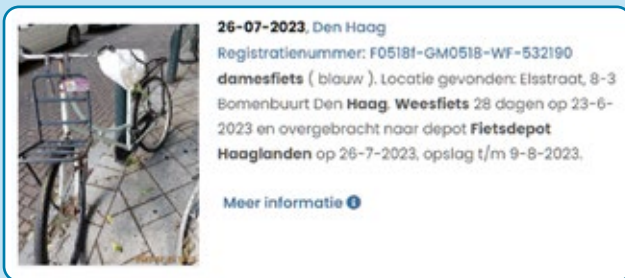 26-07-2023, Den Haag
Registratienummer: F0518f-GM0518-WF-532190
damesfiets ( blauw ). Locatie gevonden: Elsstraat, 8-3
Bomenbuurt Den Haag. Weesfiets 28 dagen op 23-6-
2023 en overgebracht naar depot Fietsdepot
Haaglanden op 26-7-2023, opslag t/m 9-8-2023.
Meer informatie